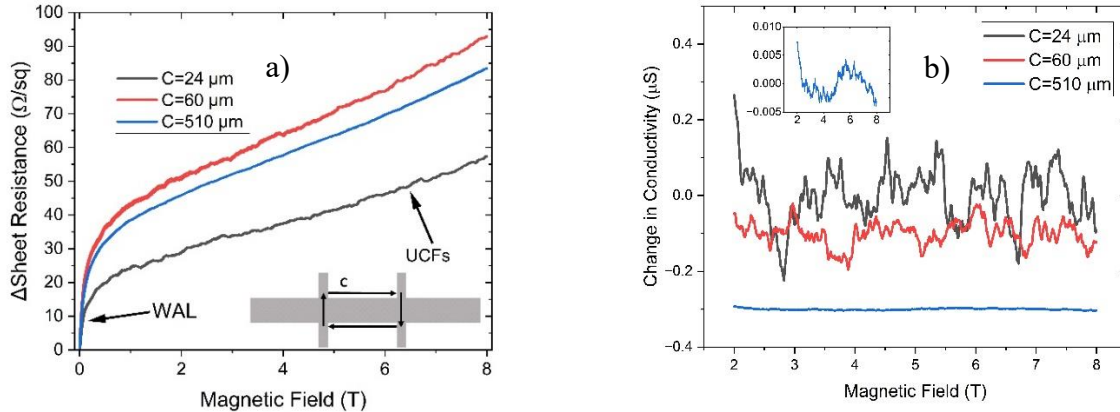 a)
100
90
80
70
60
50
40
30
20
10
0
ΔSheet Resistance (Ω/sq)
C=24 μm
C=60 μm
C=510 μm
UCFs
WAL
C
0 2 4 6 8
Magnetic Field (T)
b)
0.4
0.2
0.0
−0.2
−0.4
Change in Conductivity (μS)
0.010
0.005
0.000
−0.005
2 4 6 8
C=24 μm
C=60 μm
C=510 μm
2 3 4 5 6 7 8
Magnetic Field (T)